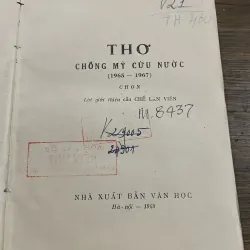 V21
THƠ
CHỐNG MỸ CỨU NƯỚC
(1965 — 1967)
CHỌN
Lời giới thiệu của CHẾ LAN VIÊN
M.8437
NHÀ XUẤT BẢN VĂN HỌC
Hà-nội — 1968